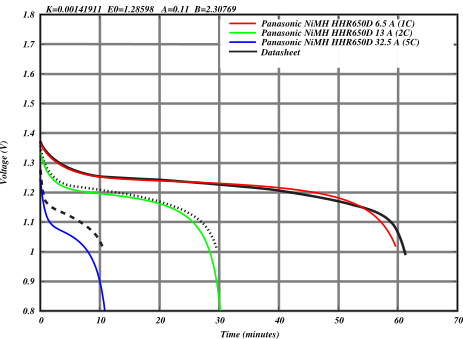 K=0.00141911 E0=1.28598 A=0.11 B=2.30769
1.8
Panasonic NiMH HHR650D 6.5 A (1C)
Panasonic NiMH HHR650D 13 A (2C)
Panasonic NiMH HHR650D 32.5 A (5C)
Datasheet
1.7
1.6
1.5
1.4
1.3
1.2
1.1
1
0.9
0.8
Voltage (V)
0 10 20 30 40 50 60 70
Time (minutes)